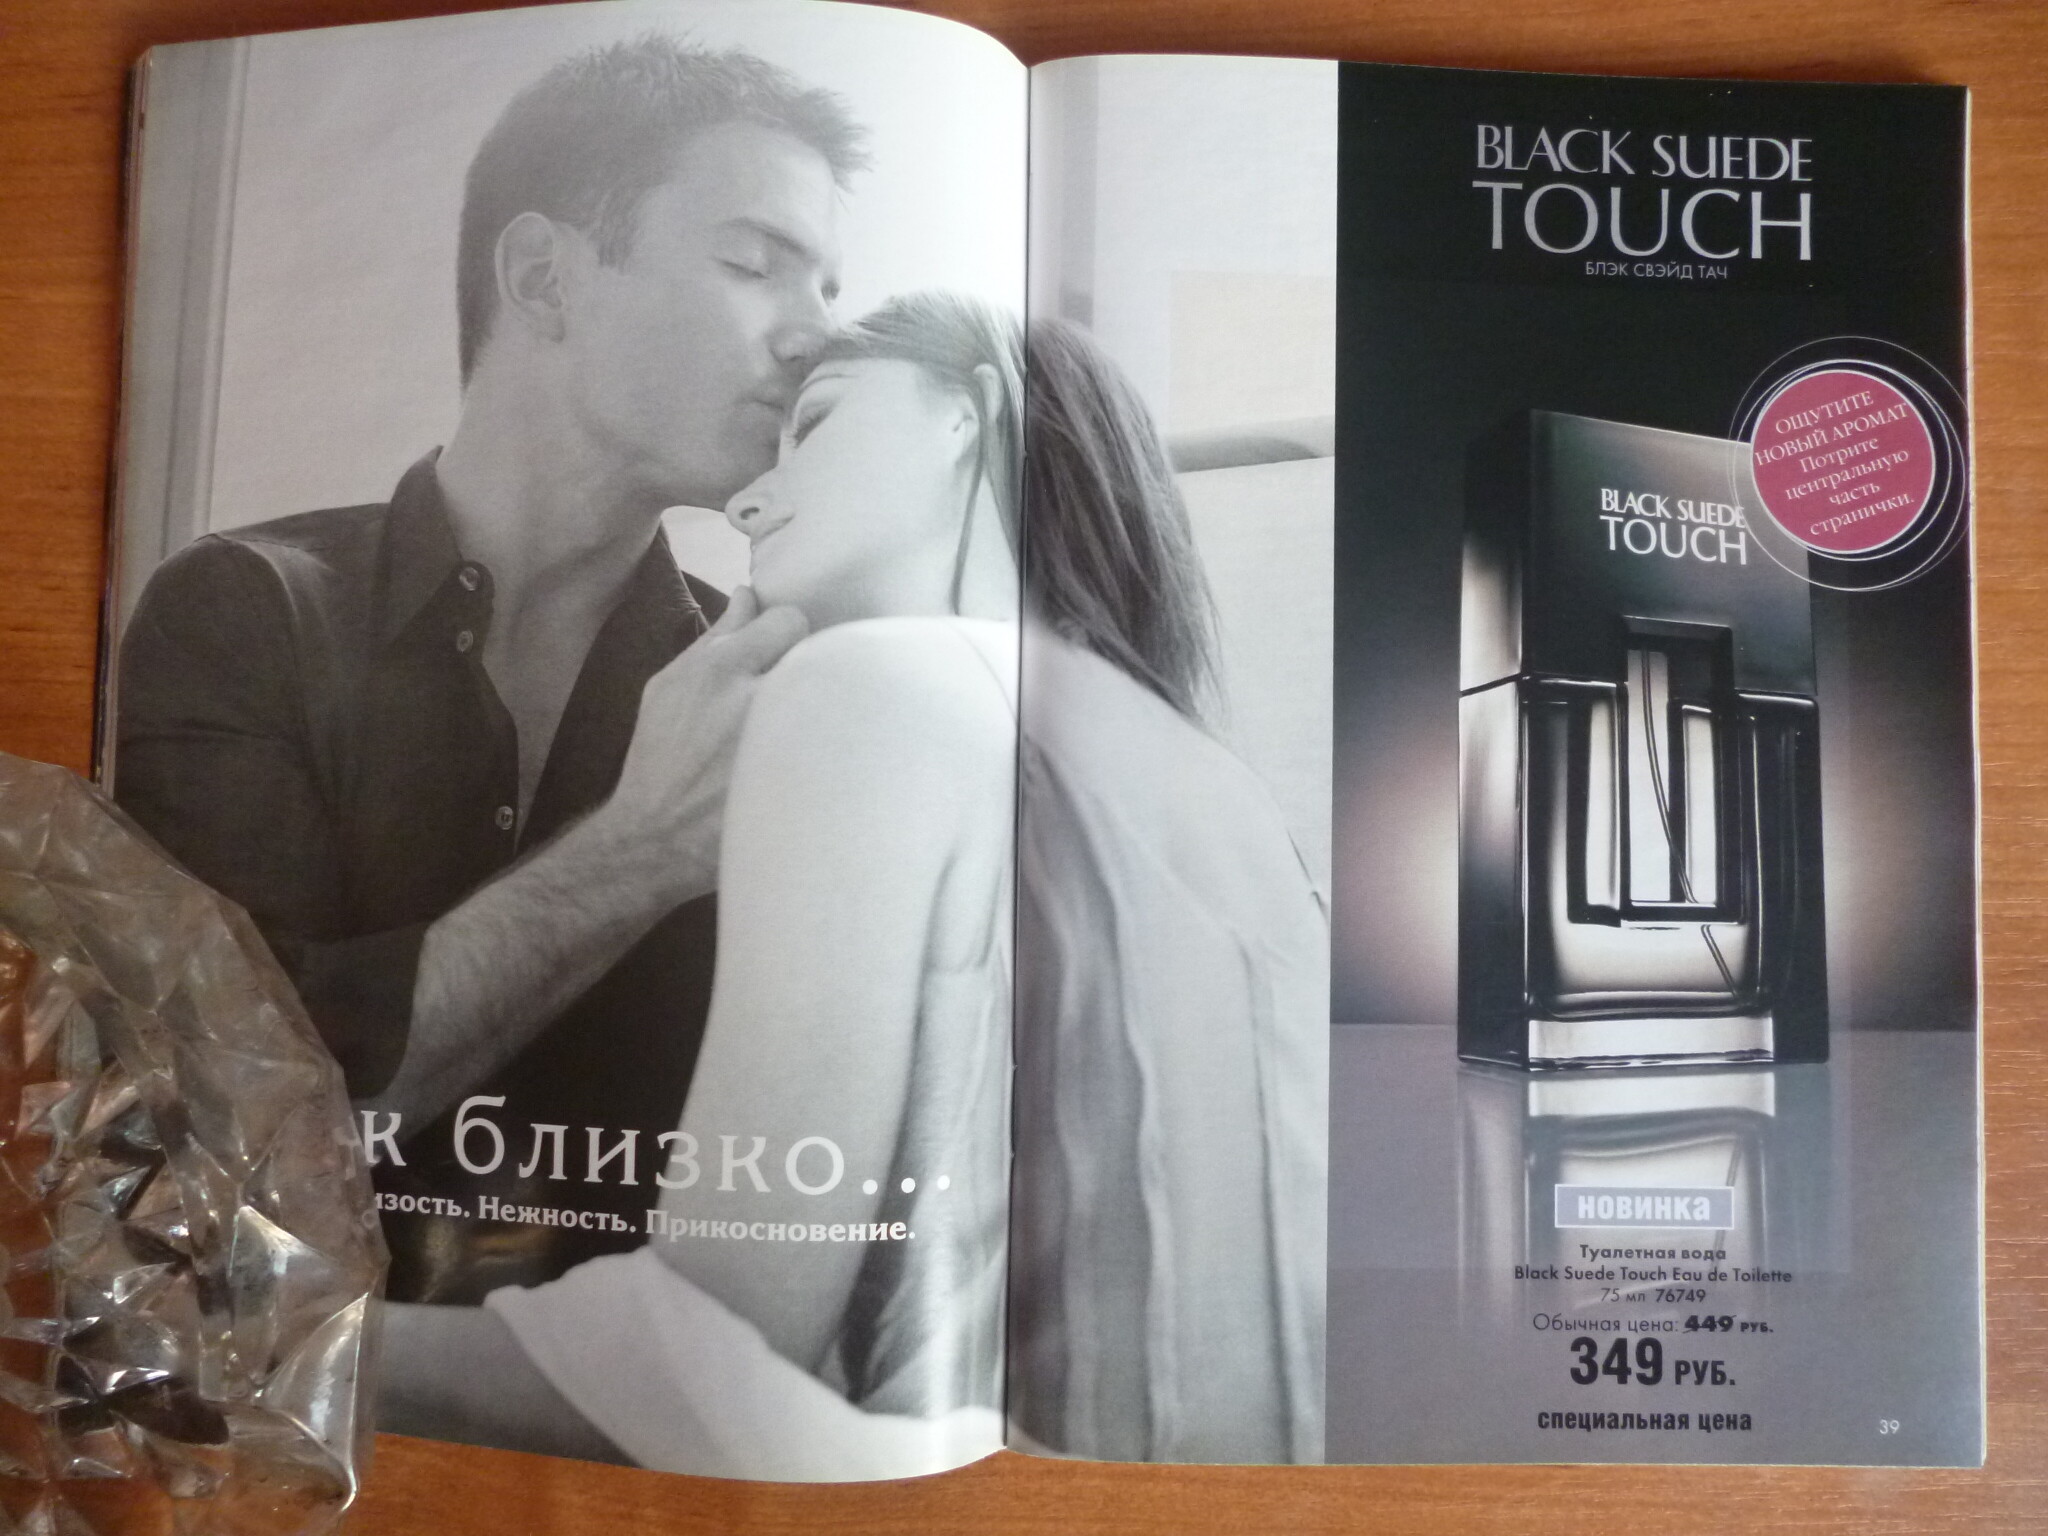 к близко...
Нежность. Прикосновение.
BLACK SUEDE
TOUCH
БЛЭК СВЭЙД ТАЧ
ОЩУТИТЕ
НОВЫЙ АРОМАТ
Потрите
центральную
часть
странички.
BLACK SUEDE
TOUCH
НОВИНКА
Туалетная вода
Black Suede Touch Eau de Toilette
75 мл 76749
Обычная цена: 449 РУБ.
349 РУБ.
специальная цена
39